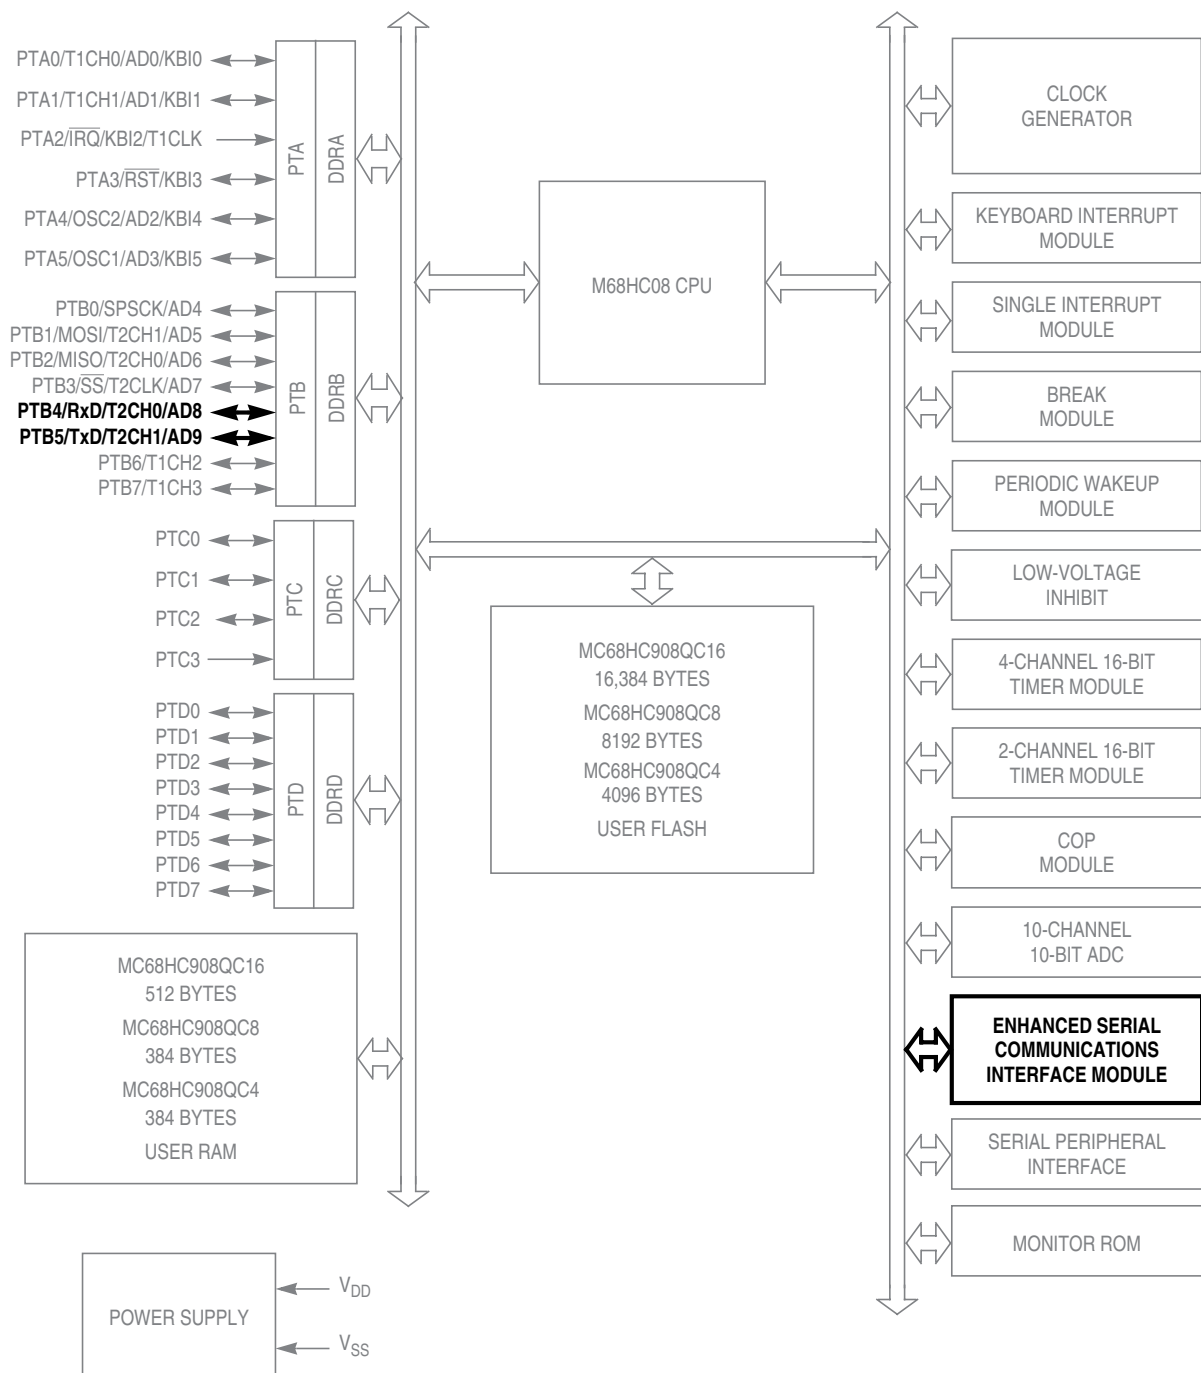 PTA0/T1CH0/AD0/KBI0
PTA1/T1CH1/AD1/KBI1
PTA2/IRQ/KBI2/T1CLK
PTA3/RST/KBI3
PTA4/OSC2/AD2/KBI4
PTA5/OSC1/AD3/KBI5
PTA
DDRA
PTB0/SPSCK/AD4
PTB1/MOSI/T2CH1/AD5
PTB2/MISO/T2CH0/AD6
PTB3/SS/T2CLK/AD7
PTB4/RxD/T2CH0/AD8
PTB5/TxD/T2CH1/AD9
PTB6/T1CH2
PTB7/T1CH3
PTB
DDRB
PTC0
PTC1
PTC2
PTC3
PTC
DDRC
PTD0
PTD1
PTD2
PTD3
PTD4
PTD5
PTD6
PTD7
PTD
DDRD
MC68HC908QC16
512 BYTES
MC68HC908QC8
384 BYTES
MC68HC908QC4
384 BYTES
USER RAM
POWER SUPPLY
VDD
VSS
M68HC08 CPU
MC68HC908QC16
16,384 BYTES
MC68HC908QC8
8192 BYTES
MC68HC908QC4
4096 BYTES
USER FLASH
CLOCK
GENERATOR
KEYBOARD INTERRUPT
MODULE
SINGLE INTERRUPT
MODULE
BREAK
MODULE
PERIODIC WAKEUP
MODULE
LOW-VOLTAGE
INHIBIT
4-CHANNEL 16-BIT
TIMER MODULE
2-CHANNEL 16-BIT
TIMER MODULE
COP
MODULE
10-CHANNEL
10-BIT ADC
ENHANCED SERIAL
COMMUNICATIONS
INTERFACE MODULE
SERIAL PERIPHERAL
INTERFACE
MONITOR ROM